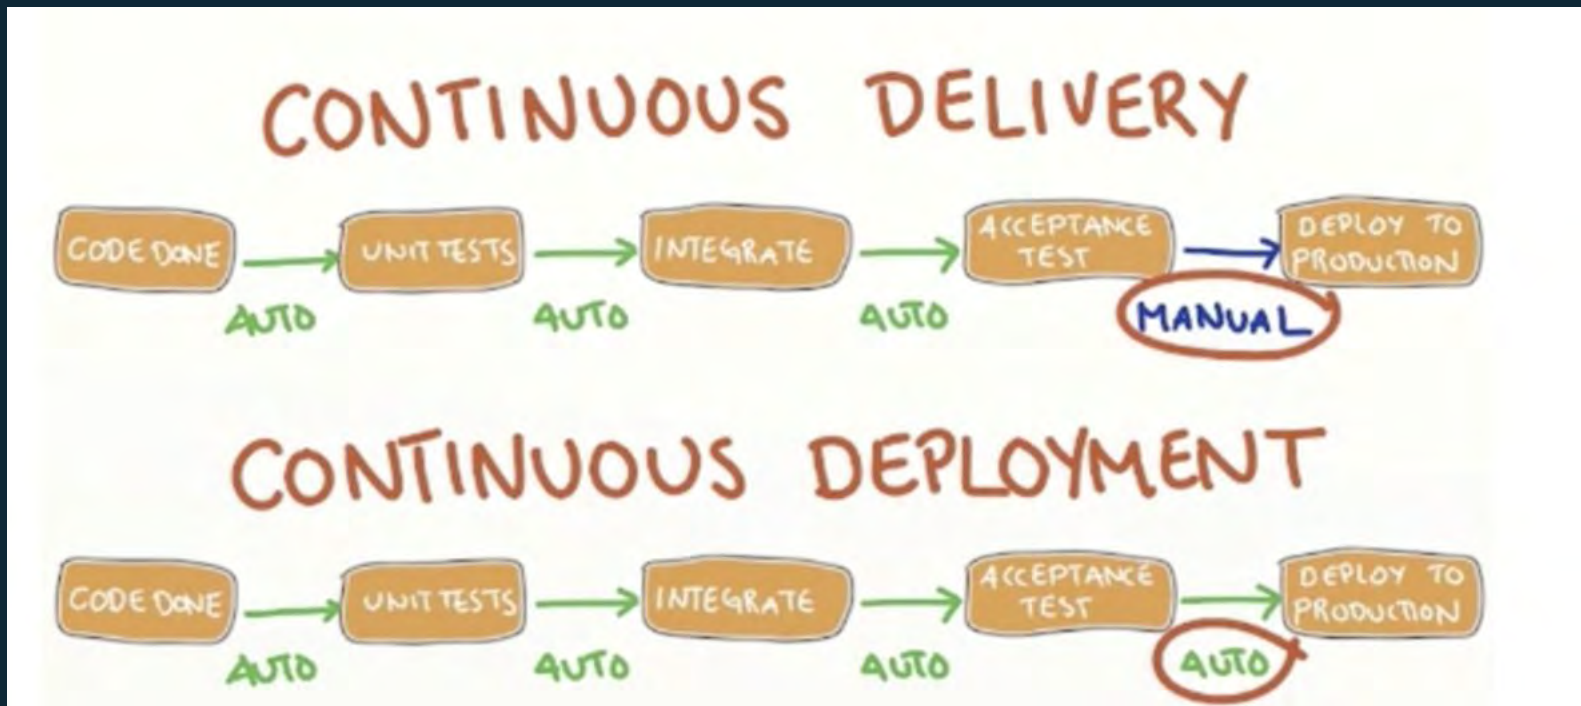 CONTINUOUS DELIVERY
CODE DONE
UNIT TESTS
INTEGRATE
ACCEPTANCE
TEST
DEPLOY TO
PRODUCTION
AUTO
AUTO
AUTO
MANUAL
CONTINUOUS DEPLOYMENT
CODE DONE
UNIT TESTS
INTEGRATE
ACCEPTANCE
TEST
DEPLOY TO
PRODUCTION
AUTO
AUTO
AUTO
AUTO